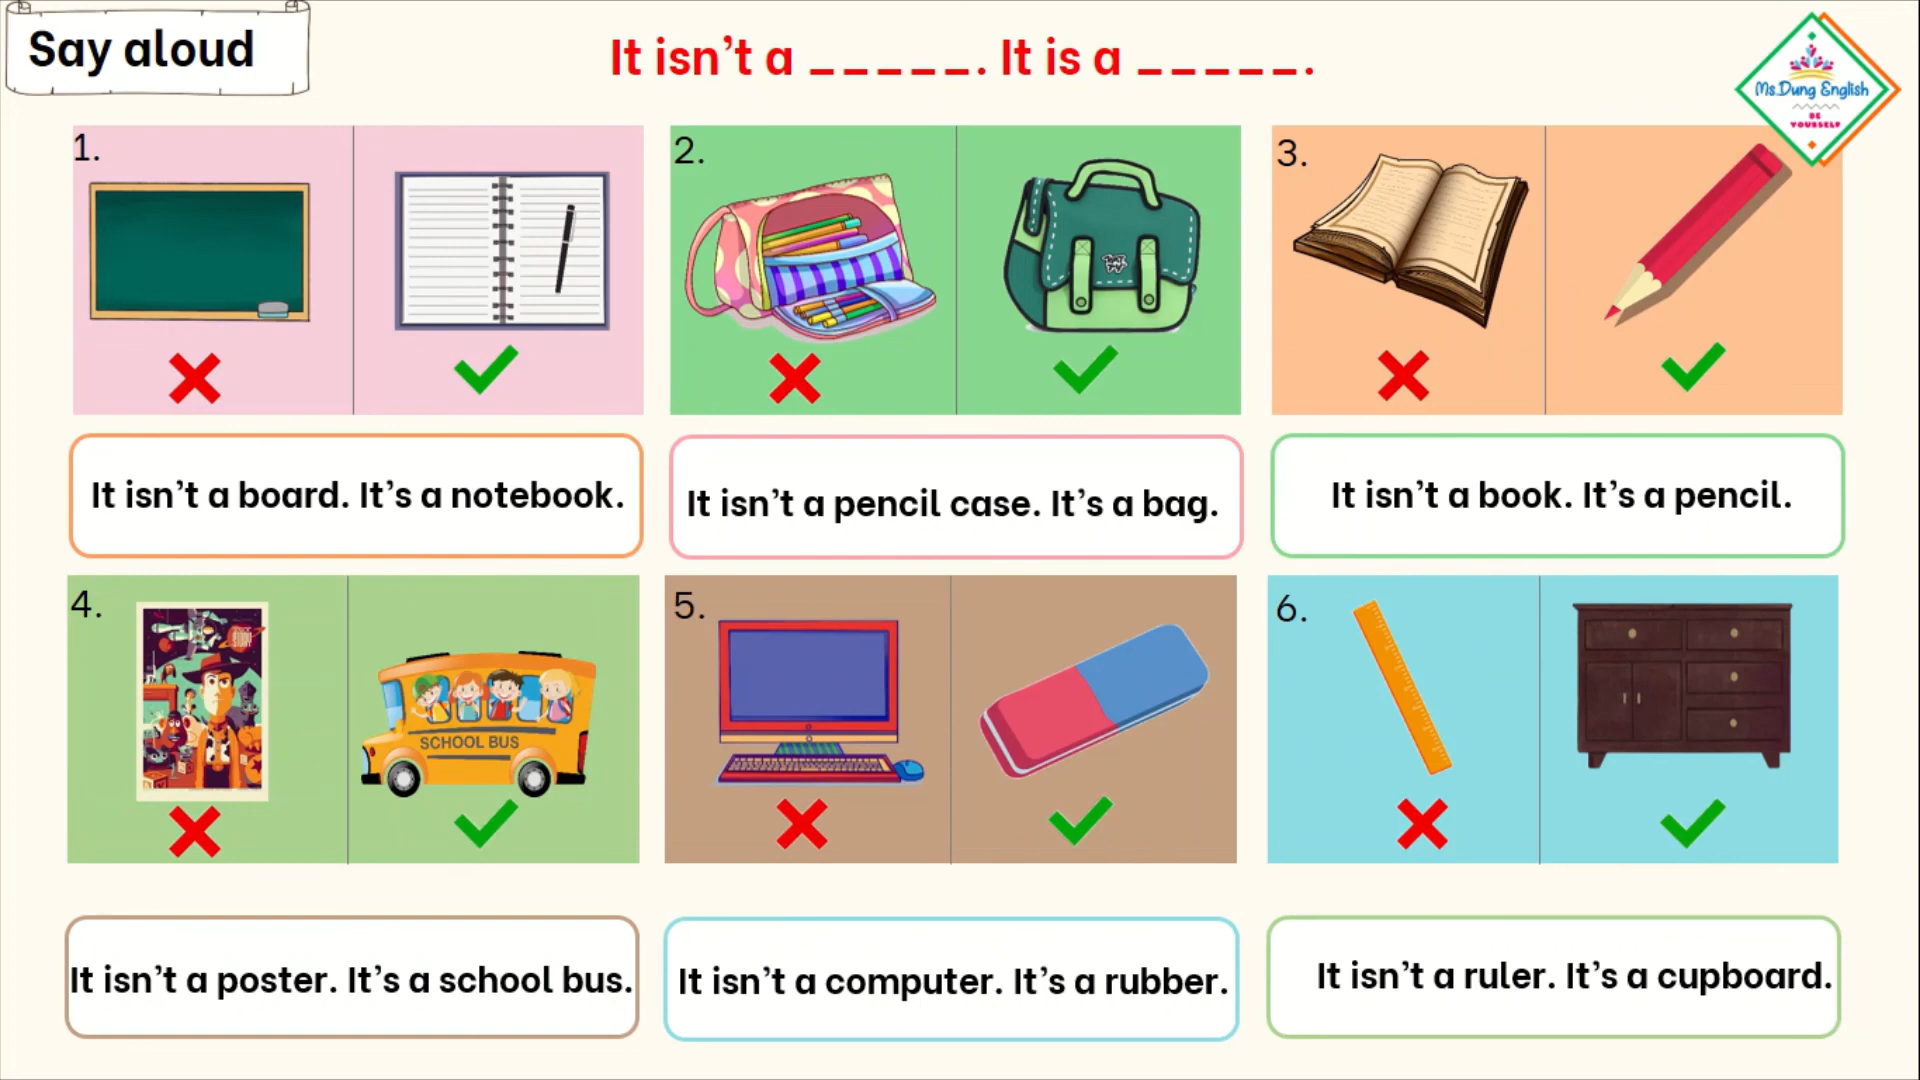 Say aloud
It isn't a _ _ _ _ _. It is a _ _ _ _ _.
Ms.Dung English
BE
YOURSELF
1.
2.
3.
It isn't a board. It's a notebook.
It isn't a pencil case. It's a bag.
It isn't a book. It's a pencil.
4.
SCHOOL BUS
5.
6.
It isn't a poster. It's a school bus.
It isn't a computer. It's a rubber.
It isn't a ruler. It's a cupboard.